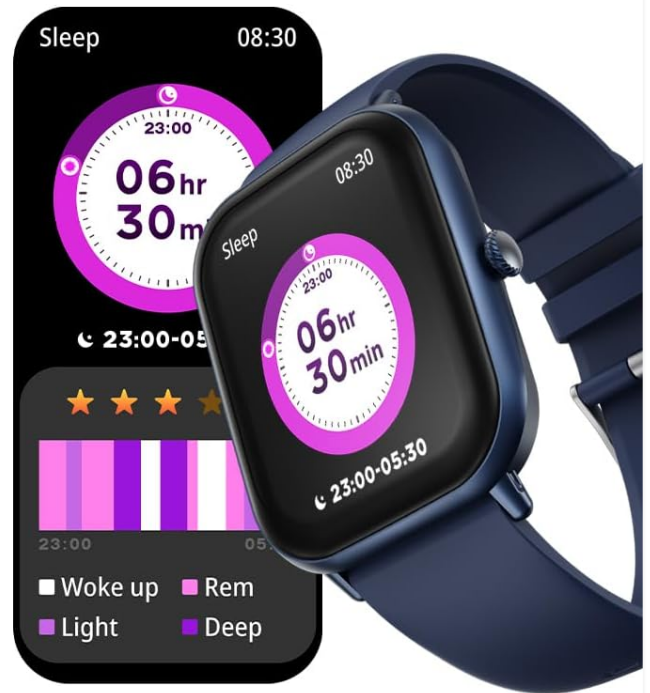 Sleep 08:30
23:00
06hr
30m
23:00-05
23:00 05
Woke up Rem
Light Deep
08:30
Sleep
23:00
06hr
30min
23:00-05:30